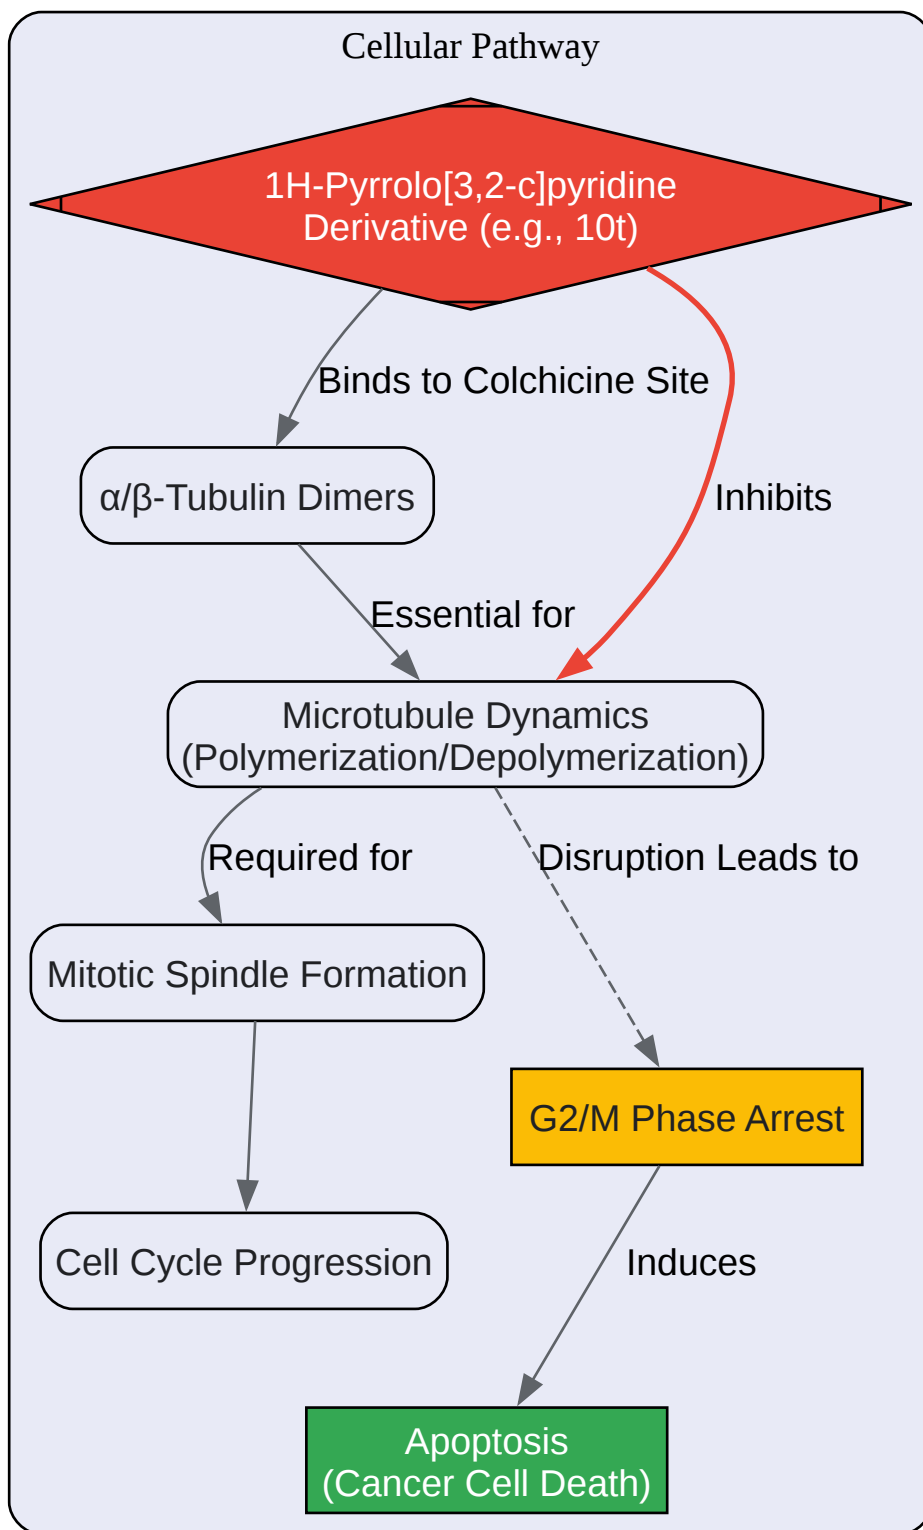 Cellular Pathway
1H-Pyrrolo[3,2-c]pyridine
Derivative (e.g., 10t)
Binds to Colchicine Site
α/β-Tubulin Dimers
Inhibits
Essential for
Microtubule Dynamics
(Polymerization/Depolymerization)
Required for
Disruption Leads to
Mitotic Spindle Formation
G2/M Phase Arrest
Cell Cycle Progression
Induces
Apoptosis
(Cancer Cell Death)